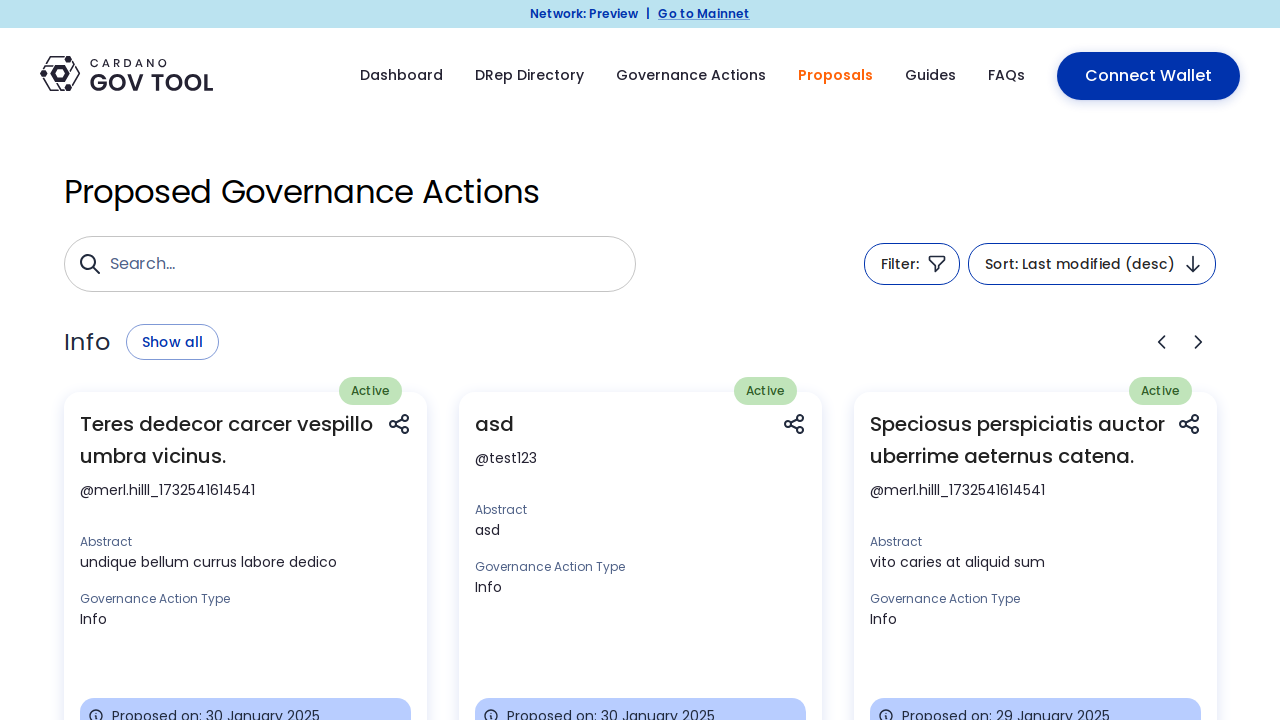 Network: Preview | Go to Mainnet
CARDANO
GOV TOOL
Dashboard
DRep Directory
Governance Actions
Proposals
Guides
FAQs
Connect Wallet
Proposed Governance Actions
Search...
Filter:
Sort: Last modified (desc)
Info
Show all
Active
Teres dedecor carcer vespillo
umbra vicinus.
@merl.hilll_1732541614541
Abstract
undique bellum currus labore dedico
Governance Action Type
Info
Proposed on: 30 January 2025
Active
asd
@test123
Abstract
asd
Governance Action Type
Info
Proposed on: 30 January 2025
Active
Speciosus perspiciatis auctor
uberrime aeternus catena.
@merl.hilll_1732541614541
Abstract
vito caries at aliquid sum
Governance Action Type
Info
Proposed on: 29 January 2025